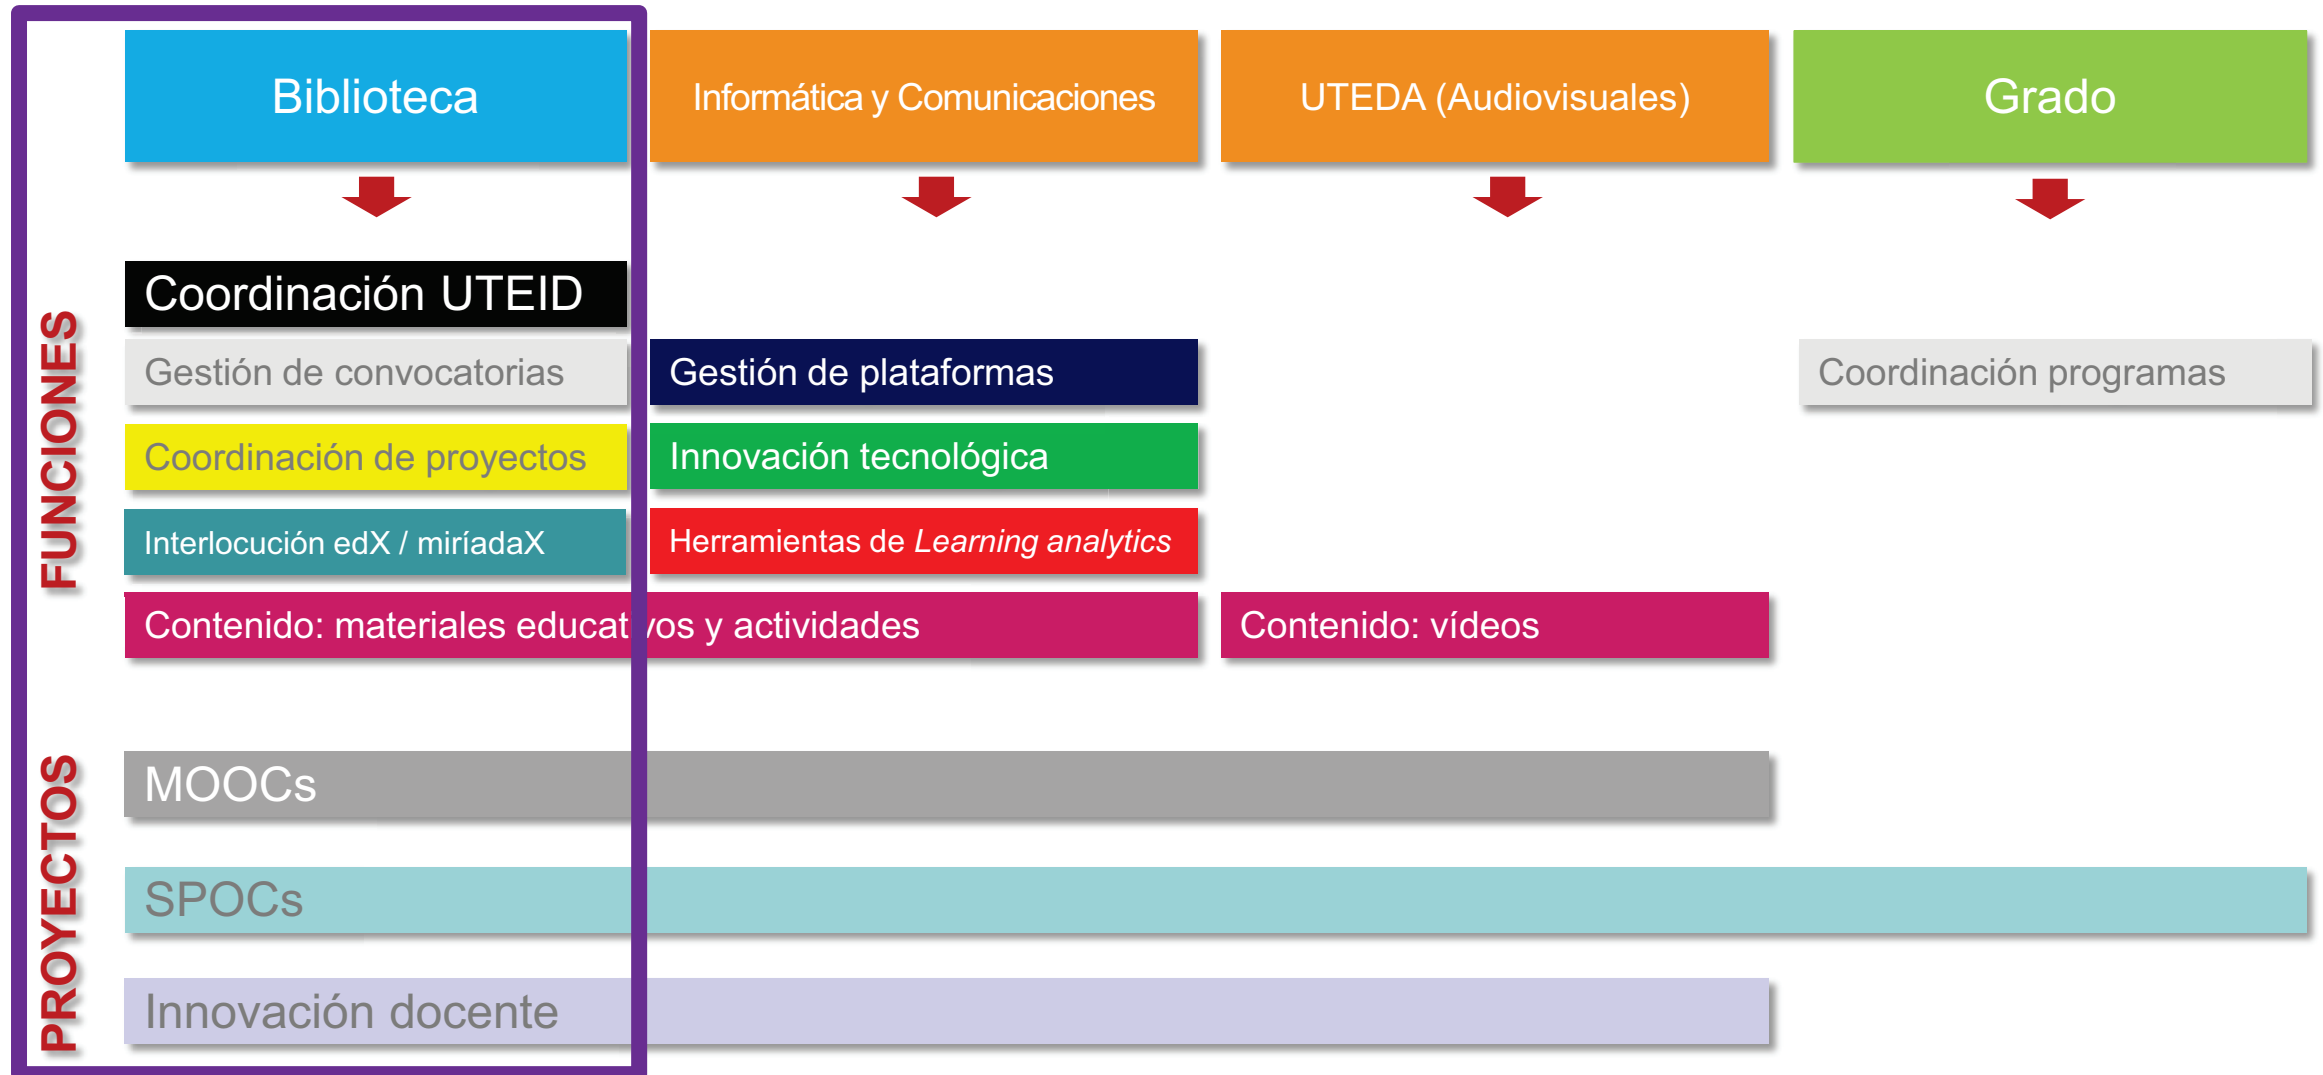 Biblioteca
Informática y Comunicaciones
UTEDA (Audiovisuales)
Grado
FUNCIONES
Coordinación UTEID
Gestión de convocatorias
Gestión de plataformas
Coordinación programas
Coordinación de proyectos
Innovación tecnológica
Interlocución edX / miríadaX
Herramientas de Learning analytics
Contenido: materiales educativos y actividades
Contenido: vídeos
PROYECTOS
MOOCs
SPOCs
Innovación docente